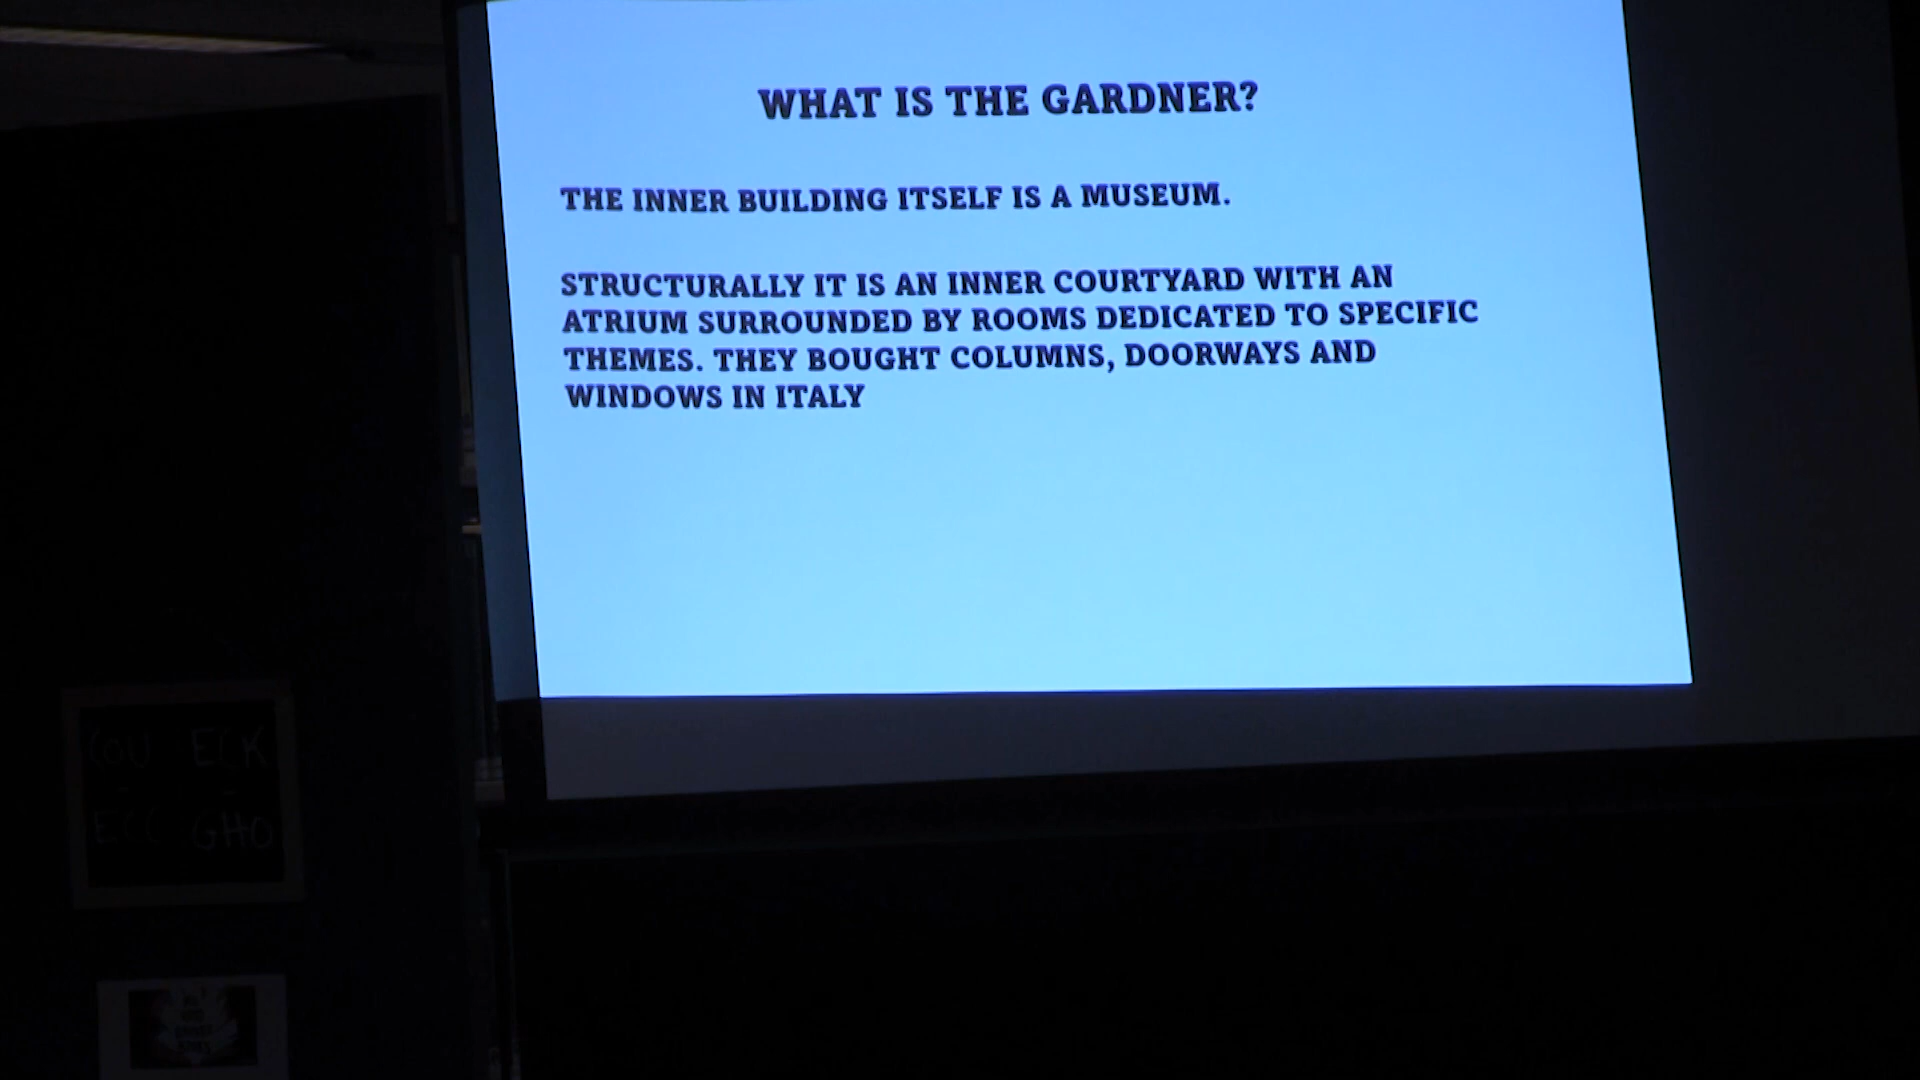 WHAT IS THE GARDNER?
THE INNER BUILDING ITSELF IS A MUSEUM.
STRUCTURALLY IT IS AN INNER COURTYARD WITH AN
ATRIUM SURROUNDED BY ROOMS DEDICATED TO SPECIFIC
THEMES. THEY BOUGHT COLUMNS, DOORWAYS AND
WINDOWS IN ITALY